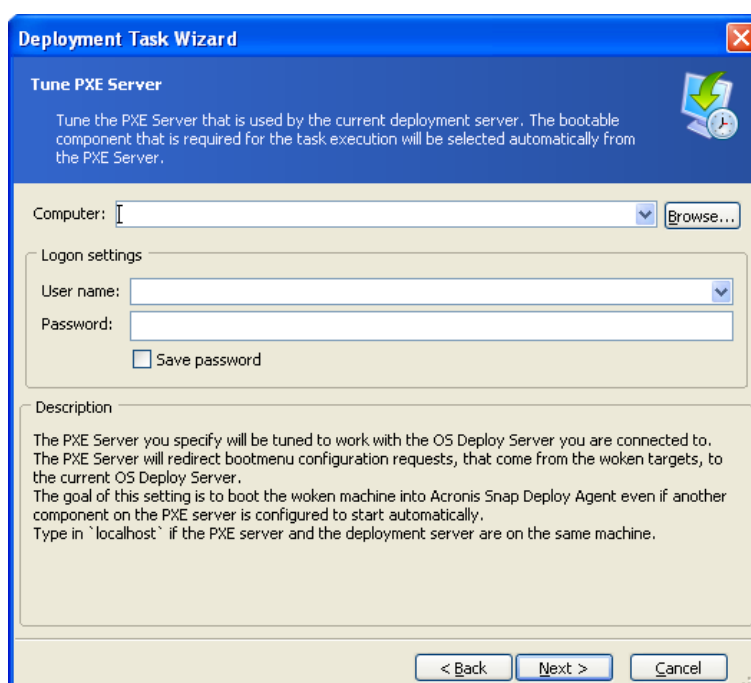 Deployment Task Wizard
Tune PXE Server
Tune the PXE Server that is used by the current deployment server. The bootable
component that is required for the task execution will be selected automatically from
the PXE Server.
Computer:
Browse...
Logon settings
User name:
Password:
Save password
Description
The PXE Server you specify will be tuned to work with the OS Deploy Server you are connected to.
The PXE Server will redirect bootmenu configuration requests, that come from the woken targets, to
the current OS Deploy Server.
The goal of this setting is to boot the woken machine into Acronis Snap Deploy Agent even if another
component on the PXE server is configured to start automatically.
Type in `localhost` if the PXE server and the deployment server are on the same machine.
< Back
Next >
Cancel